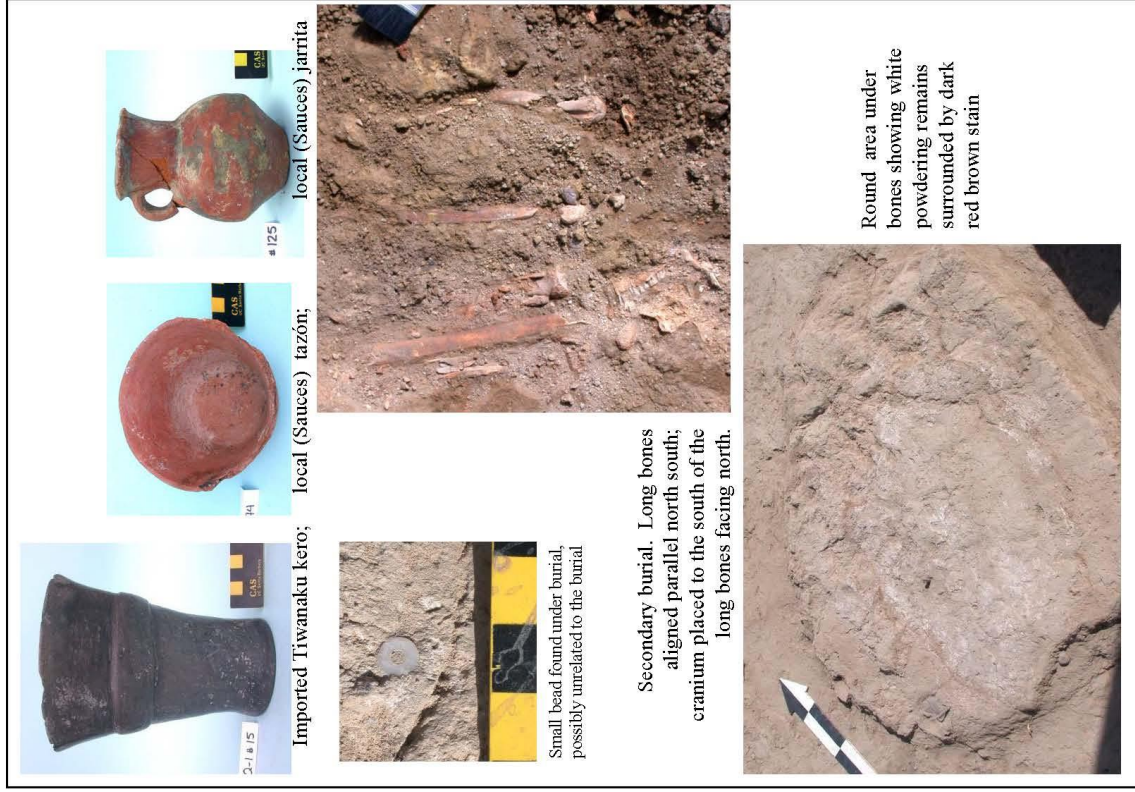 CAS
CAS
CAS
# 125
Imported Tiwanaku kero;
local (Sauces) tazón;
local (Sauces) jarrita
Small bead found under burial,
possibly unrelated to the burial
Secondary burial. Long bones
aligned parallel north south;
cranium placed to the south of the
long bones facing north.
Round area under
bones showing white
powdering remains
surrounded by dark
red brown stain